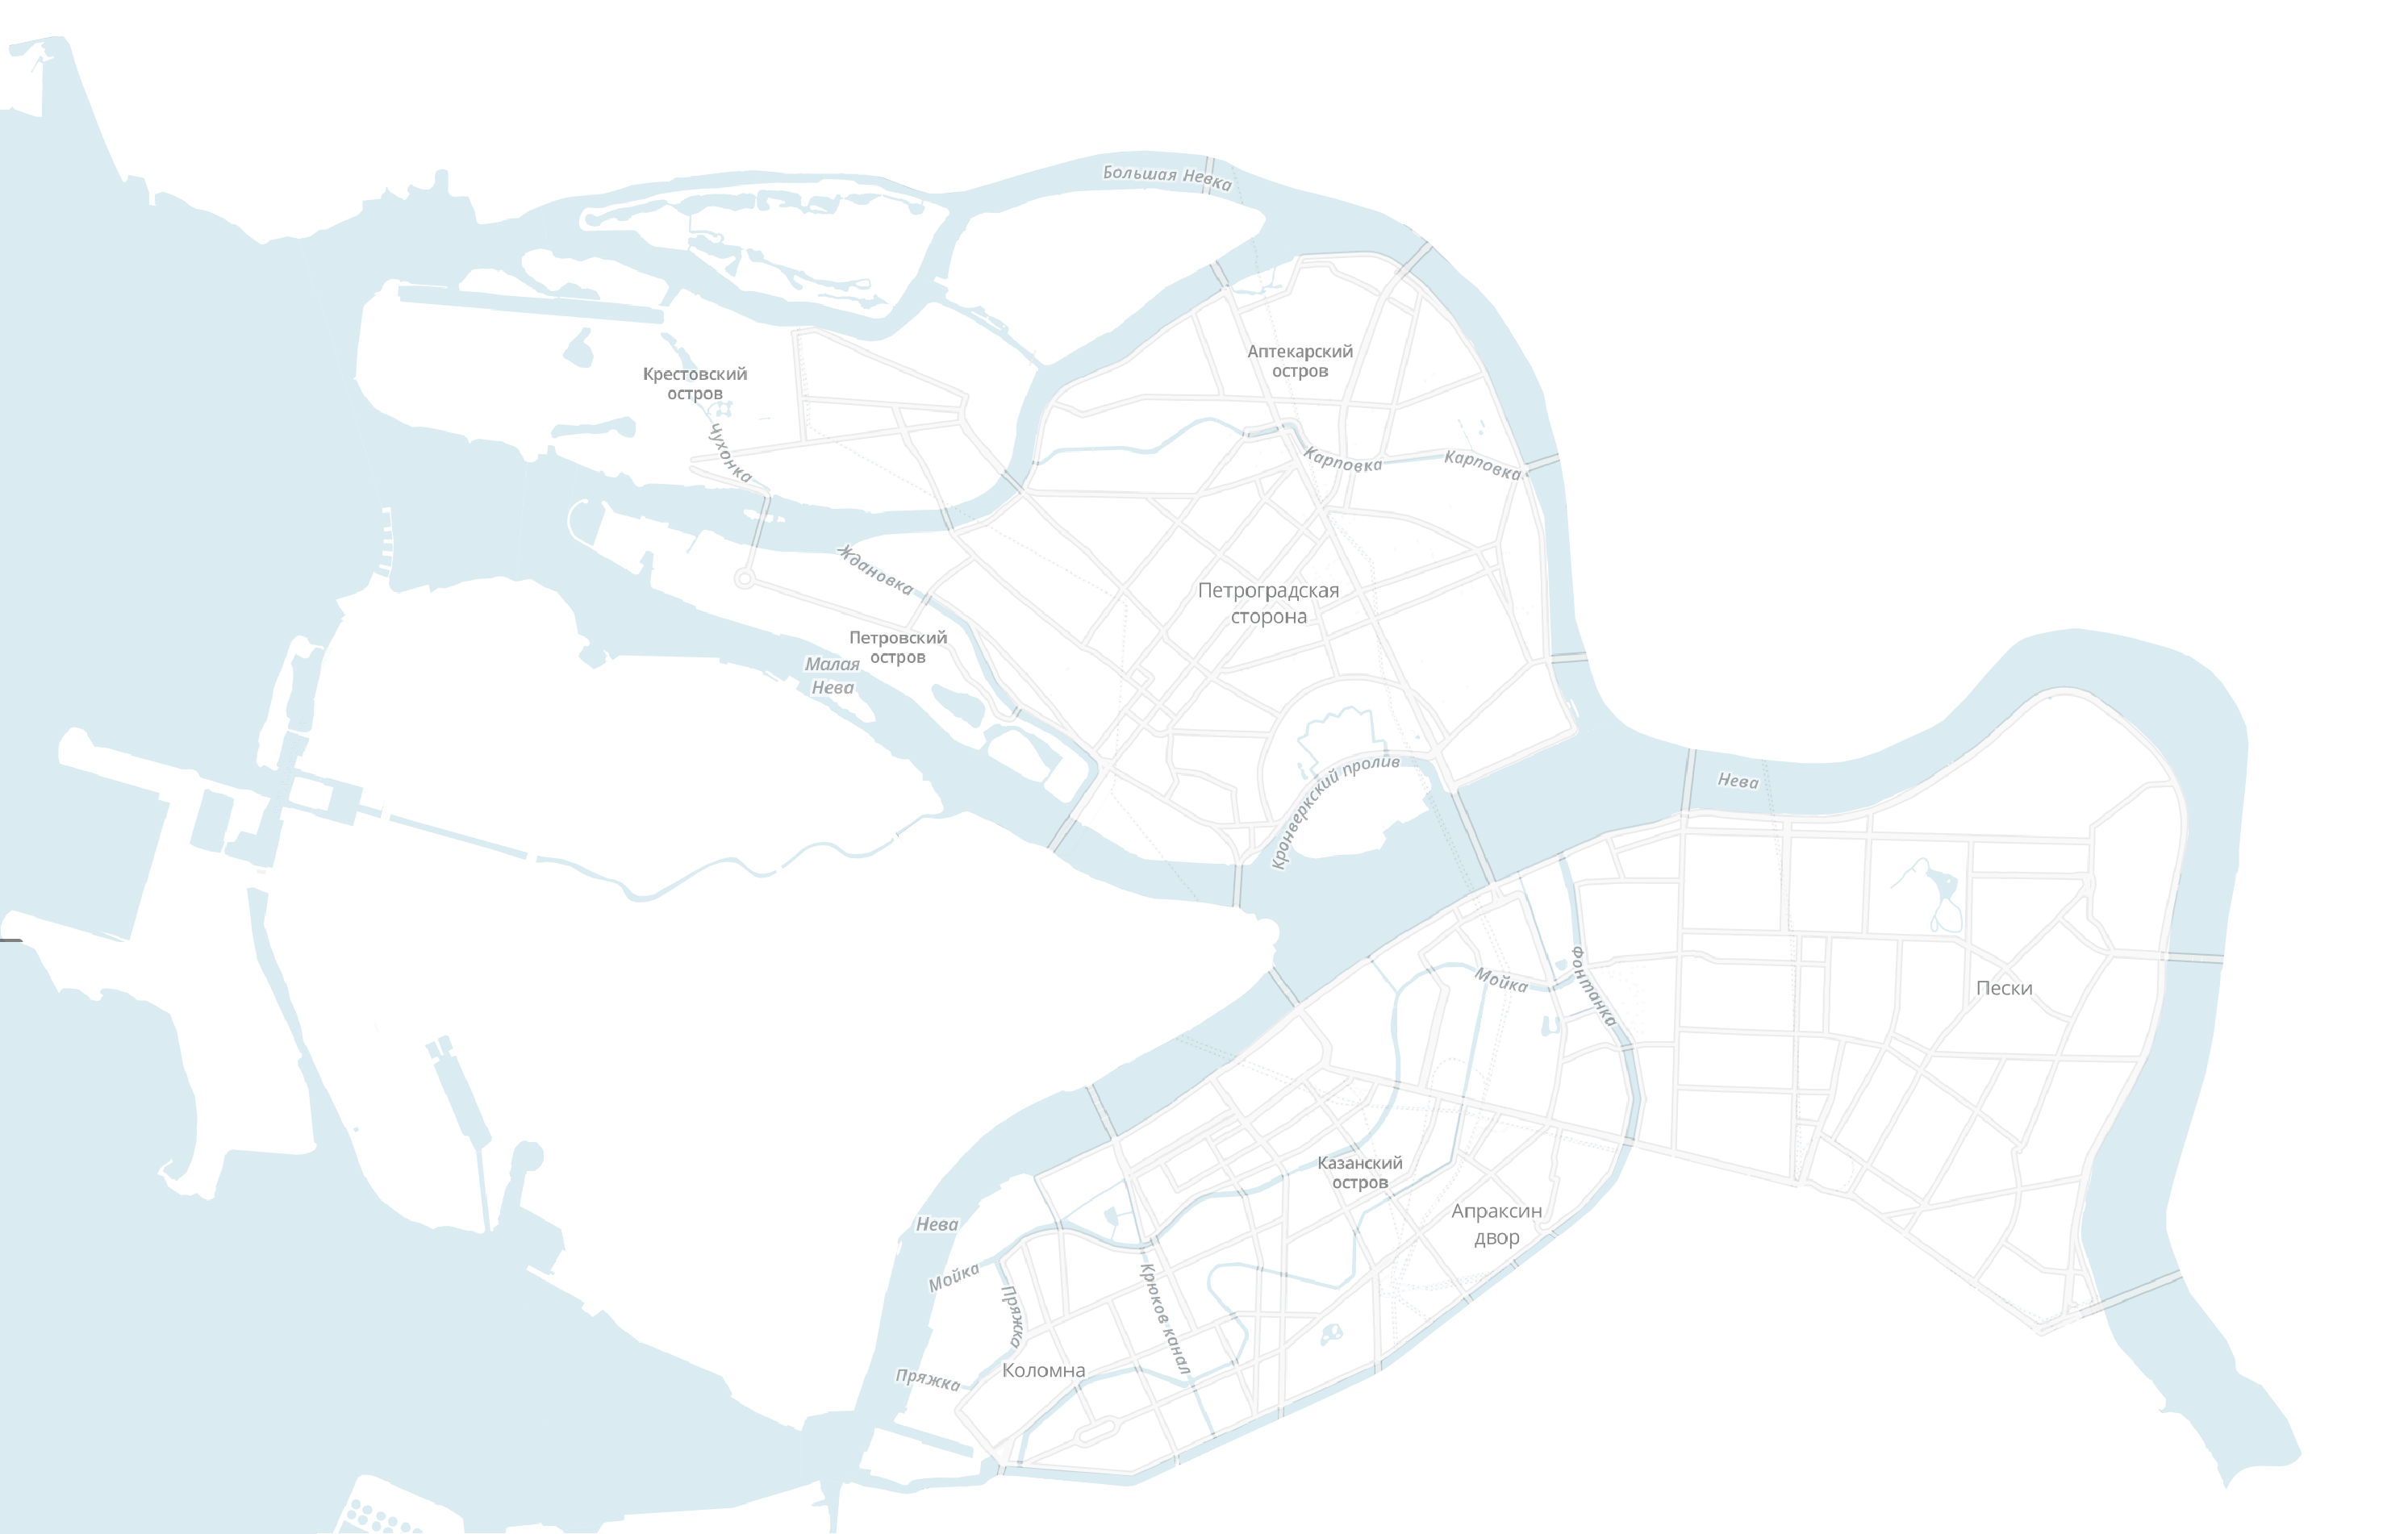 Большая Невка
Аптекарский
остров
Крестовский
остров
Чухонка
Карповка
Карповка
Ждановка
Петроградская
сторона
Петровский
остров
Малая
Нева
Кронверкский пролив
Нева
Мойка
Фонтанка
Пески
Казанский
остров
Апраксин
двор
Нева
Мойка
Пряжка
Крюков канал
Пряжка
Коломна